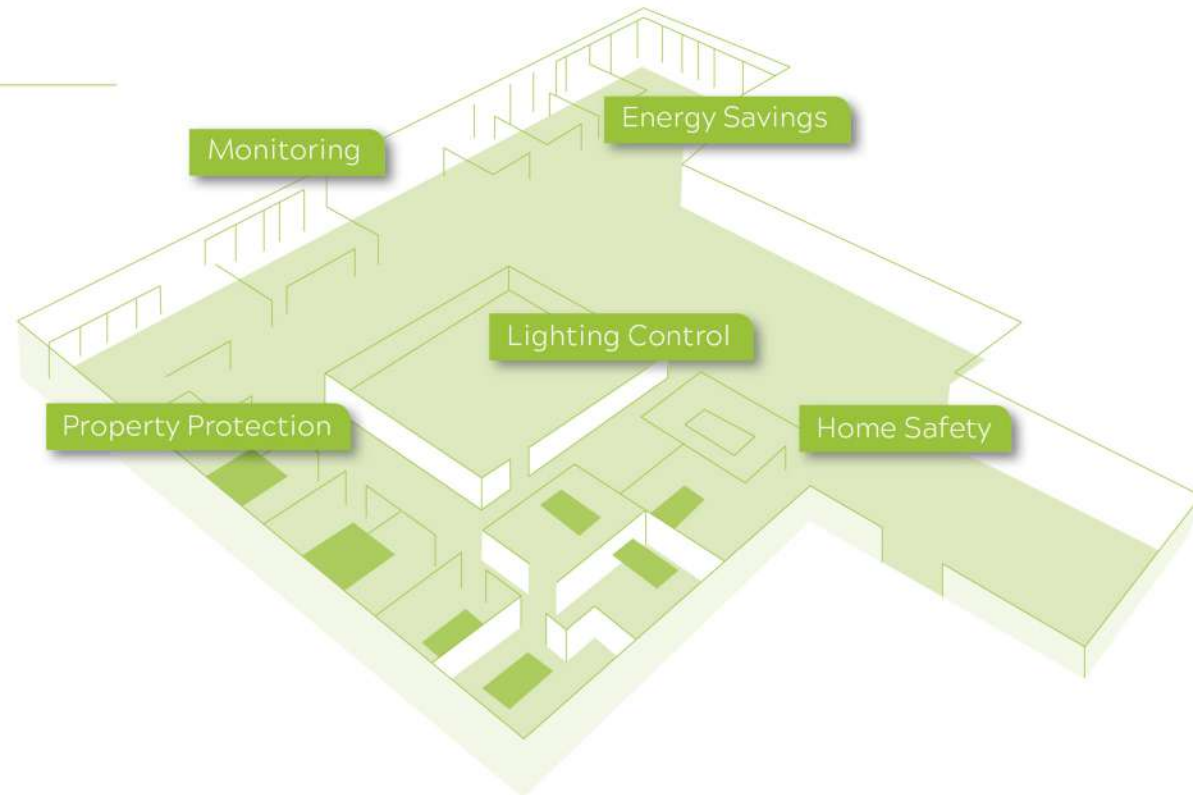 Energy Savings
Monitoring
Lighting Control
Property Protection
Home Safety